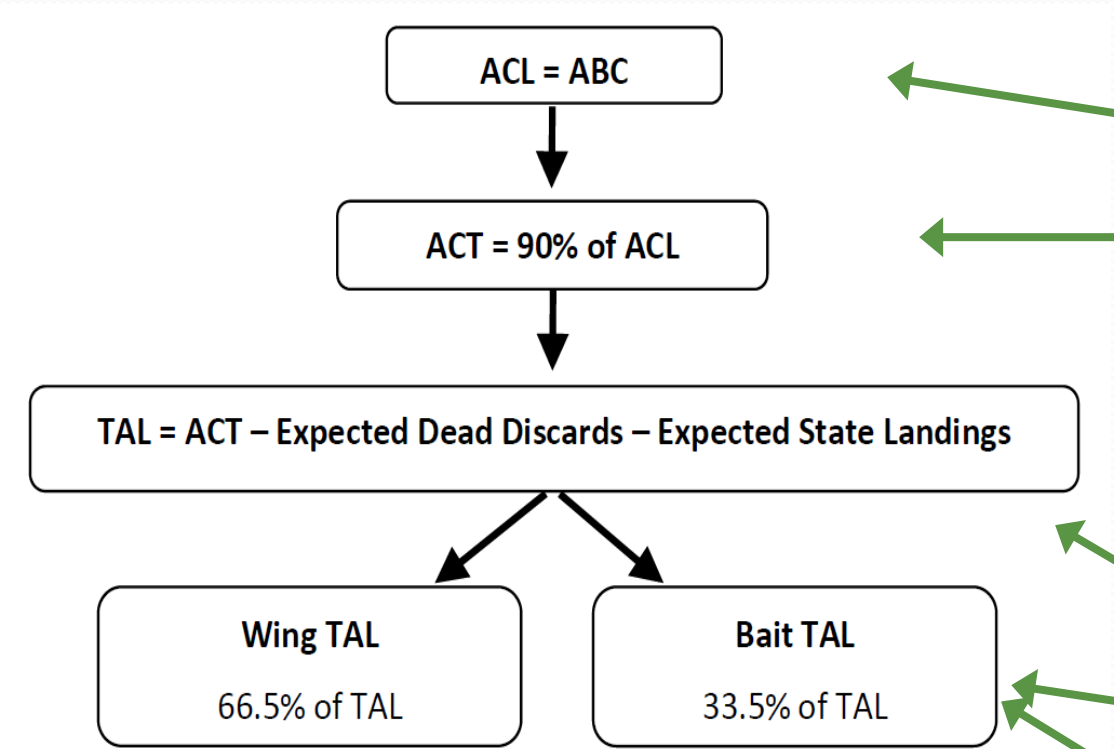 ACL = ABC
ACT = 90% of ACL
TAL = ACT – Expected Dead Discards – Expected State Landings
Wing TAL
66.5% of TAL
Bait TAL
33.5% of TAL